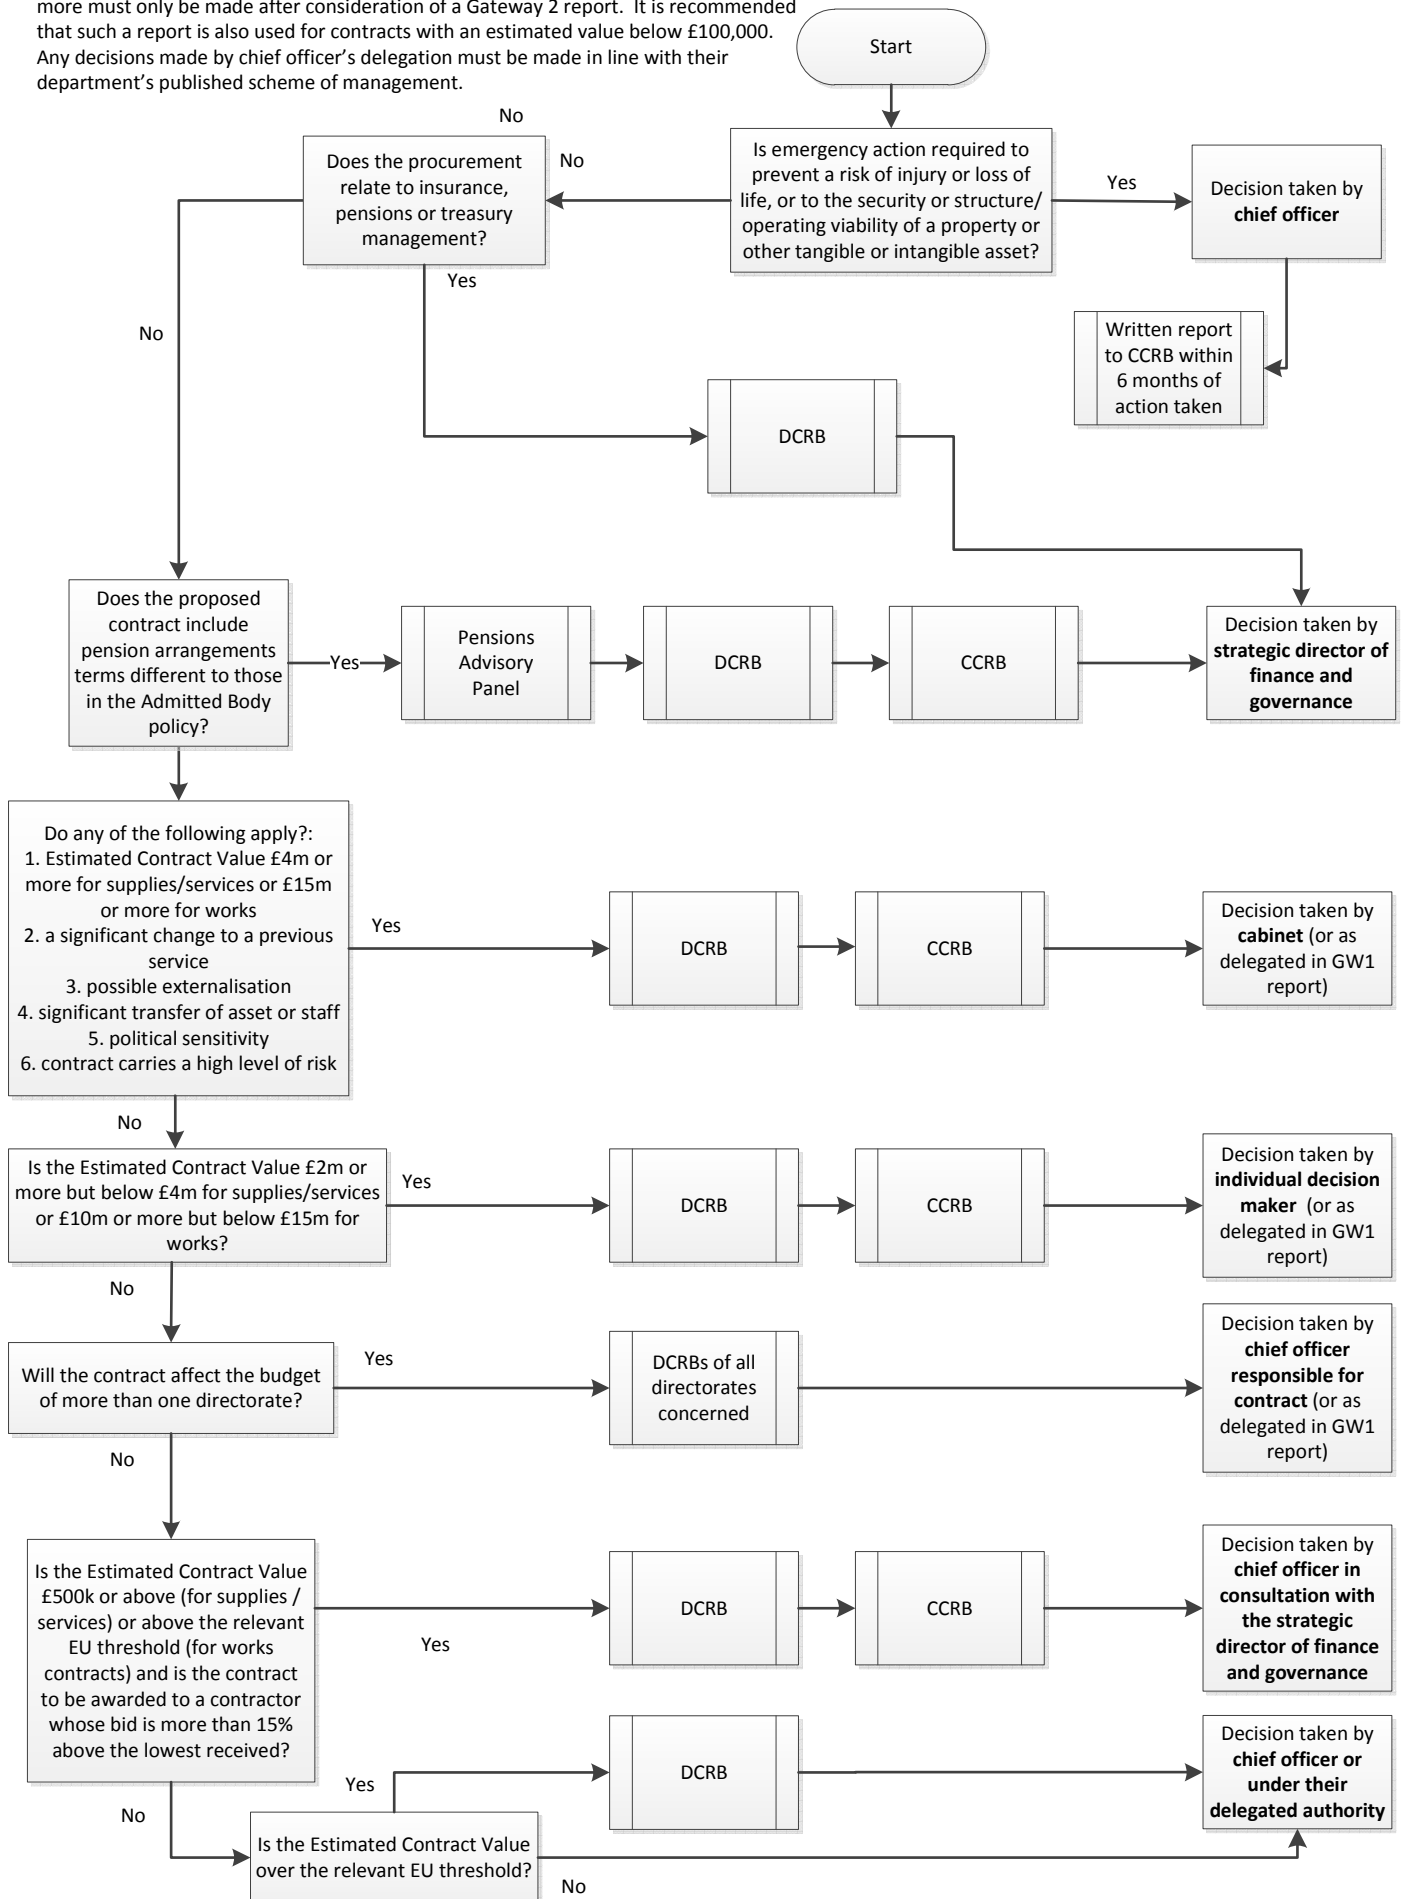 more must only be made after consideration of a Gateway 2 report.  It is recommended
that such a report is also used for contracts with an estimated value below £100,000.
Any decisions made by chief officer’s delegation must be made in line with their
department’s published scheme of management.
Start
No
Does the procurement
relate to insurance,
pensions or treasury
management?
No
Is emergency action required to
prevent a risk of injury or loss of
life, or to the security or structure/
operating viability of a property or
other tangible or intangible asset?
Yes
Decision taken by
chief officer
Yes
No
Written report
to CCRB within
6 months of
action taken
DCRB
Does the proposed
contract include
pension arrangements
terms different to those
in the Admitted Body
policy?
Yes
Pensions
Advisory
Panel
DCRB
CCRB
Decision taken by
strategic director of
finance and
governance
Do any of the following apply?:
1. Estimated Contract Value £4m or
more for supplies/services or £15m
or more for works
2. a significant change to a previous
service
3. possible externalisation
4. significant transfer of asset or staff
5. political sensitivity
6. contract carries a high level of risk
Yes
DCRB
CCRB
Decision taken by
cabinet (or as
delegated in GW1
report)
No
Is the Estimated Contract Value £2m or
more but below £4m for supplies/services
or £10m or more but below £15m for
works?
Yes
DCRB
CCRB
Decision taken by
individual decision
maker (or as
delegated in GW1
report)
No
Will the contract affect the budget
of more than one directorate?
Yes
DCRBs of all
directorates
concerned
Decision taken by
chief officer
responsible for
contract (or as
delegated in GW1
report)
No
Is the Estimated Contract Value
£500k or above (for supplies /
services) or above the relevant
EU threshold (for works
contracts) and is the contract
to be awarded to a contractor
whose bid is more than 15%
above the lowest received?
Yes
DCRB
CCRB
Decision taken by
chief officer in
consultation with
the strategic
director of finance
and governance
No
Is the Estimated Contract Value
over the relevant EU threshold?
Yes
DCRB
Decision taken by
chief officer or
under their
delegated authority
No